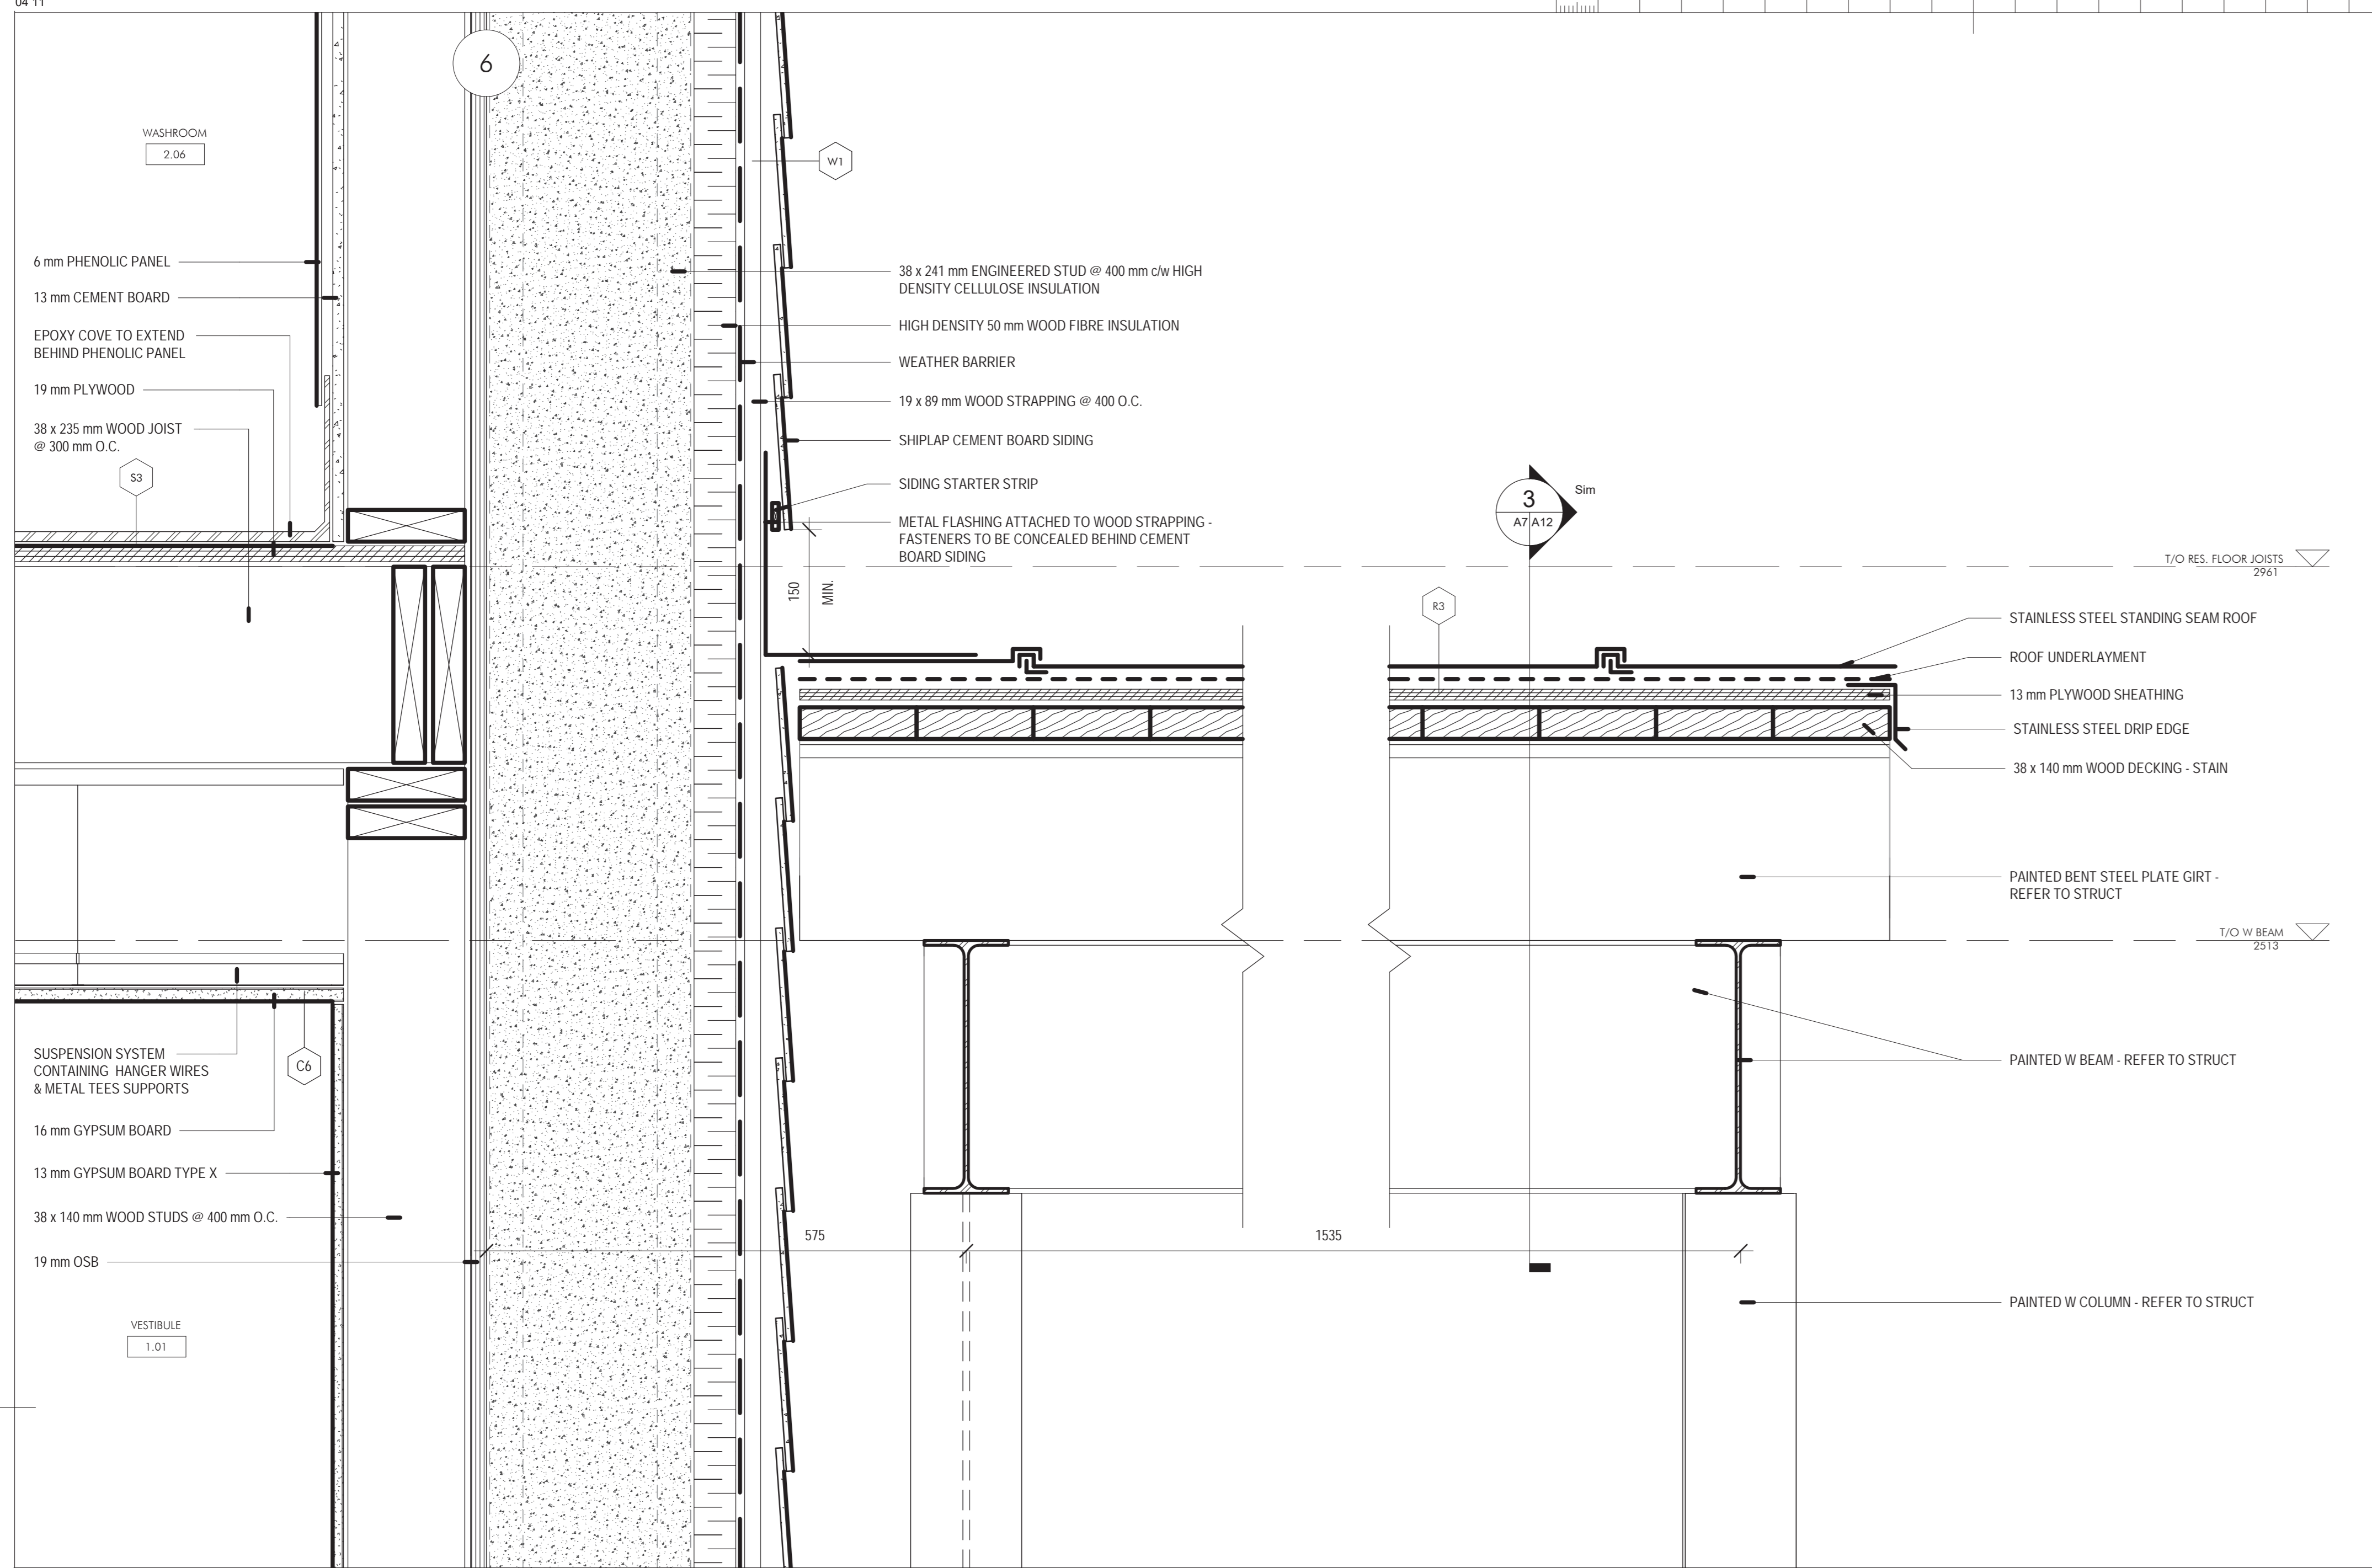 04 11
6
WASHROOM
2.06
W1
6 mm PHENOLIC PANEL
13 mm CEMENT BOARD
EPOXY COVE TO EXTEND
BEHIND PHENOLIC PANEL
19 mm PLYWOOD
38 x 235 mm WOOD JOIST
@ 300 mm O.C.
S3
38 x 241 mm ENGINEERED STUD @ 400 mm c/w HIGH
DENSITY CELLULOSE INSULATION
HIGH DENSITY 50 mm WOOD FIBRE INSULATION
WEATHER BARRIER
19 x 89 mm WOOD STRAPPING @ 400 O.C.
SHIPLAP CEMENT BOARD SIDING
SIDING STARTER STRIP
METAL FLASHING ATTACHED TO WOOD STRAPPING -
FASTENERS TO BE CONCEALED BEHIND CEMENT
BOARD SIDING
150
MIN.
3
A7 A12
Sim
R3
T/O RES. FLOOR JOISTS
2961
STAINLESS STEEL STANDING SEAM ROOF
ROOF UNDERLAYMENT
13 mm PLYWOOD SHEATHING
STAINLESS STEEL DRIP EDGE
38 x 140 mm WOOD DECKING - STAIN
PAINTED BENT STEEL PLATE GIRT -
REFER TO STRUCT
T/O W BEAM
2513
PAINTED W BEAM - REFER TO STRUCT
SUSPENSION SYSTEM
CONTAINING HANGER WIRES
& METAL TEES SUPPORTS
C6
16 mm GYPSUM BOARD
13 mm GYPSUM BOARD TYPE X
38 x 140 mm WOOD STUDS @ 400 mm O.C.
19 mm OSB
575
1535
PAINTED W COLUMN - REFER TO STRUCT
VESTIBULE
1.01